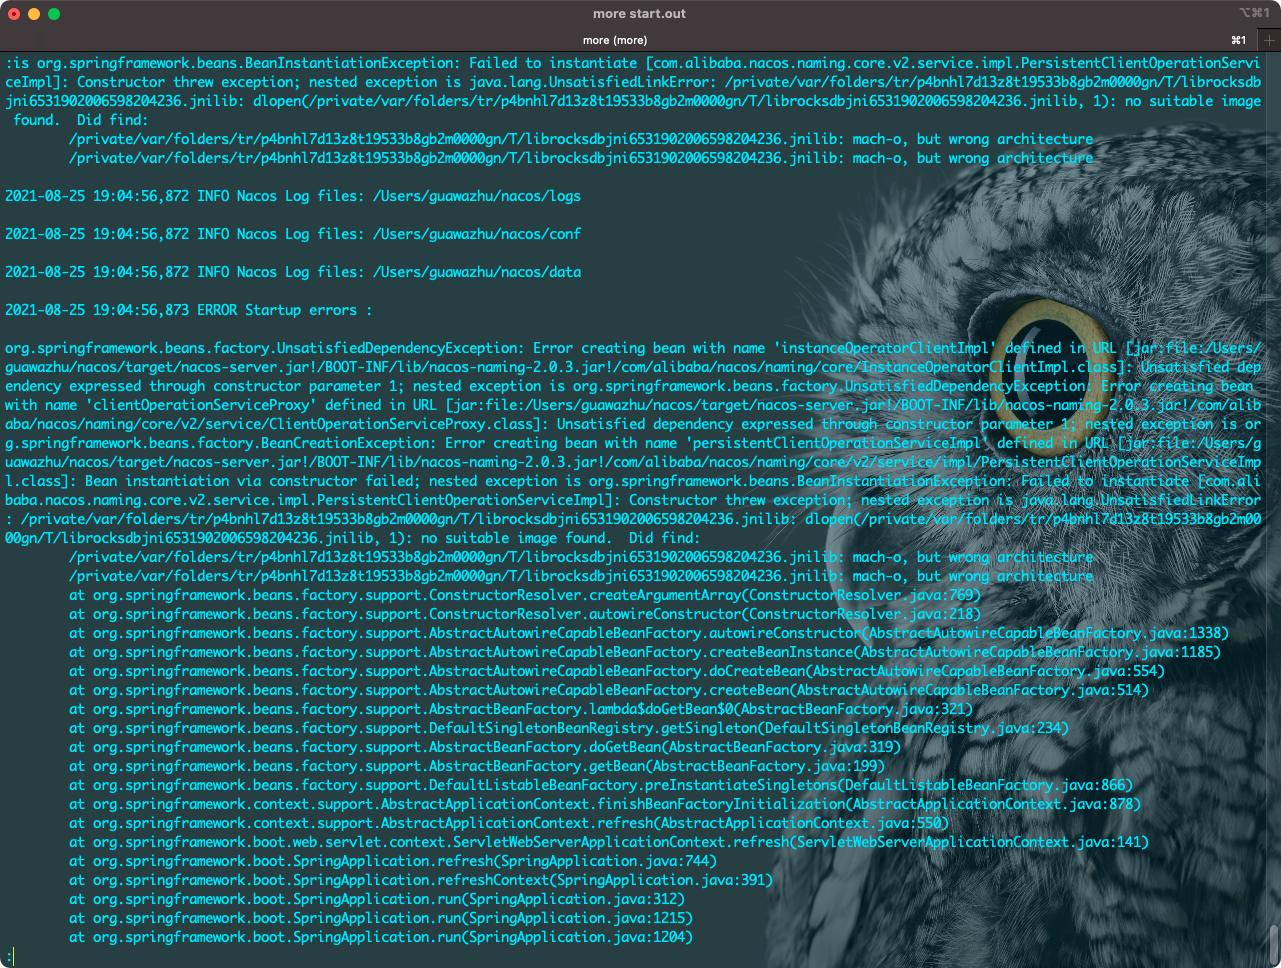 more start.out
⌥⌘1
more (more)
⌘1
:is org.springframework.beans.BeanInstantiationException: Failed to instantiate [com.alibaba.nacos.naming.core.v2.service.impl.PersistentClientOperationServi
ceImpl]: Constructor threw exception; nested exception is java.lang.UnsatisfiedLinkError: /private/var/folders/tr/p4bnhl7d13z8t19533b8gb2m0000gn/T/librocksdb
jni6531902006598204236.jnilib: dlopen(/private/var/folders/tr/p4bnhl7d13z8t19533b8gb2m0000gn/T/librocksdbjni6531902006598204236.jnilib, 1): no suitable image
 found.  Did find:
        /private/var/folders/tr/p4bnhl7d13z8t19533b8gb2m0000gn/T/librocksdbjni6531902006598204236.jnilib: mach-o, but wrong architecture
        /private/var/folders/tr/p4bnhl7d13z8t19533b8gb2m0000gn/T/librocksdbjni6531902006598204236.jnilib: mach-o, but wrong architecture
2021-08-25 19:04:56,872 INFO Nacos Log files: /Users/guawazhu/nacos/logs
2021-08-25 19:04:56,872 INFO Nacos Log files: /Users/guawazhu/nacos/conf
2021-08-25 19:04:56,872 INFO Nacos Log files: /Users/guawazhu/nacos/data
2021-08-25 19:04:56,873 ERROR Startup errors :
org.springframework.beans.factory.UnsatisfiedDependencyException: Error creating bean with name 'instanceOperatorClientImpl' defined in URL [jar:file:/Users/
guawazhu/nacos/target/nacos-server.jar!/BOOT-INF/lib/nacos-naming-2.0.3.jar!/com/alibaba/nacos/naming/core/InstanceOperatorClientImpl.class]: Unsatisfied dep
endency expressed through constructor parameter 1; nested exception is org.springframework.beans.factory.UnsatisfiedDependencyException: Error creating bean
with name 'clientOperationServiceProxy' defined in URL [jar:file:/Users/guawazhu/nacos/target/nacos-server.jar!/BOOT-INF/lib/nacos-naming-2.0.3.jar!/com/alib
aba/nacos/naming/core/v2/service/ClientOperationServiceProxy.class]: Unsatisfied dependency expressed through constructor parameter 1; nested exception is or
g.springframework.beans.factory.BeanCreationException: Error creating bean with name 'persistentClientOperationServiceImpl' defined in URL [jar:file:/Users/g
uawazhu/nacos/target/nacos-server.jar!/BOOT-INF/lib/nacos-naming-2.0.3.jar!/com/alibaba/nacos/naming/core/v2/service/impl/PersistentClientOperationServiceImp
l.class]: Bean instantiation via constructor failed; nested exception is org.springframework.beans.BeanInstantiationException: Failed to instantiate [com.ali
baba.nacos.naming.core.v2.service.impl.PersistentClientOperationServiceImpl]: Constructor threw exception; nested exception is java.lang.UnsatisfiedLinkError
: /private/var/folders/tr/p4bnhl7d13z8t19533b8gb2m0000gn/T/librocksdbjni6531902006598204236.jnilib: dlopen(/private/var/folders/tr/p4bnhl7d13z8t19533b8gb2m00
00gn/T/librocksdbjni6531902006598204236.jnilib, 1): no suitable image found.  Did find:
        /private/var/folders/tr/p4bnhl7d13z8t19533b8gb2m0000gn/T/librocksdbjni6531902006598204236.jnilib: mach-o, but wrong architecture
        /private/var/folders/tr/p4bnhl7d13z8t19533b8gb2m0000gn/T/librocksdbjni6531902006598204236.jnilib: mach-o, but wrong architecture
        at org.springframework.beans.factory.support.ConstructorResolver.createArgumentArray(ConstructorResolver.java:769)
        at org.springframework.beans.factory.support.ConstructorResolver.autowireConstructor(ConstructorResolver.java:218)
        at org.springframework.beans.factory.support.AbstractAutowireCapableBeanFactory.autowireConstructor(AbstractAutowireCapableBeanFactory.java:1338)
        at org.springframework.beans.factory.support.AbstractAutowireCapableBeanFactory.createBeanInstance(AbstractAutowireCapableBeanFactory.java:1185)
        at org.springframework.beans.factory.support.AbstractAutowireCapableBeanFactory.doCreateBean(AbstractAutowireCapableBeanFactory.java:554)
        at org.springframework.beans.factory.support.AbstractAutowireCapableBeanFactory.createBean(AbstractAutowireCapableBeanFactory.java:514)
        at org.springframework.beans.factory.support.AbstractBeanFactory.lambda$doGetBean$0(AbstractBeanFactory.java:321)
        at org.springframework.beans.factory.support.DefaultSingletonBeanRegistry.getSingleton(DefaultSingletonBeanRegistry.java:234)
        at org.springframework.beans.factory.support.AbstractBeanFactory.doGetBean(AbstractBeanFactory.java:319)
        at org.springframework.beans.factory.support.AbstractBeanFactory.getBean(AbstractBeanFactory.java:199)
        at org.springframework.beans.factory.support.DefaultListableBeanFactory.preInstantiateSingletons(DefaultListableBeanFactory.java:866)
        at org.springframework.context.support.AbstractApplicationContext.finishBeanFactoryInitialization(AbstractApplicationContext.java:878)
        at org.springframework.context.support.AbstractApplicationContext.refresh(AbstractApplicationContext.java:550)
        at org.springframework.boot.web.servlet.context.ServletWebServerApplicationContext.refresh(ServletWebServerApplicationContext.java:141)
        at org.springframework.boot.SpringApplication.refresh(SpringApplication.java:744)
        at org.springframework.boot.SpringApplication.refreshContext(SpringApplication.java:391)
        at org.springframework.boot.SpringApplication.run(SpringApplication.java:312)
        at org.springframework.boot.SpringApplication.run(SpringApplication.java:1215)
        at org.springframework.boot.SpringApplication.run(SpringApplication.java:1204)
: